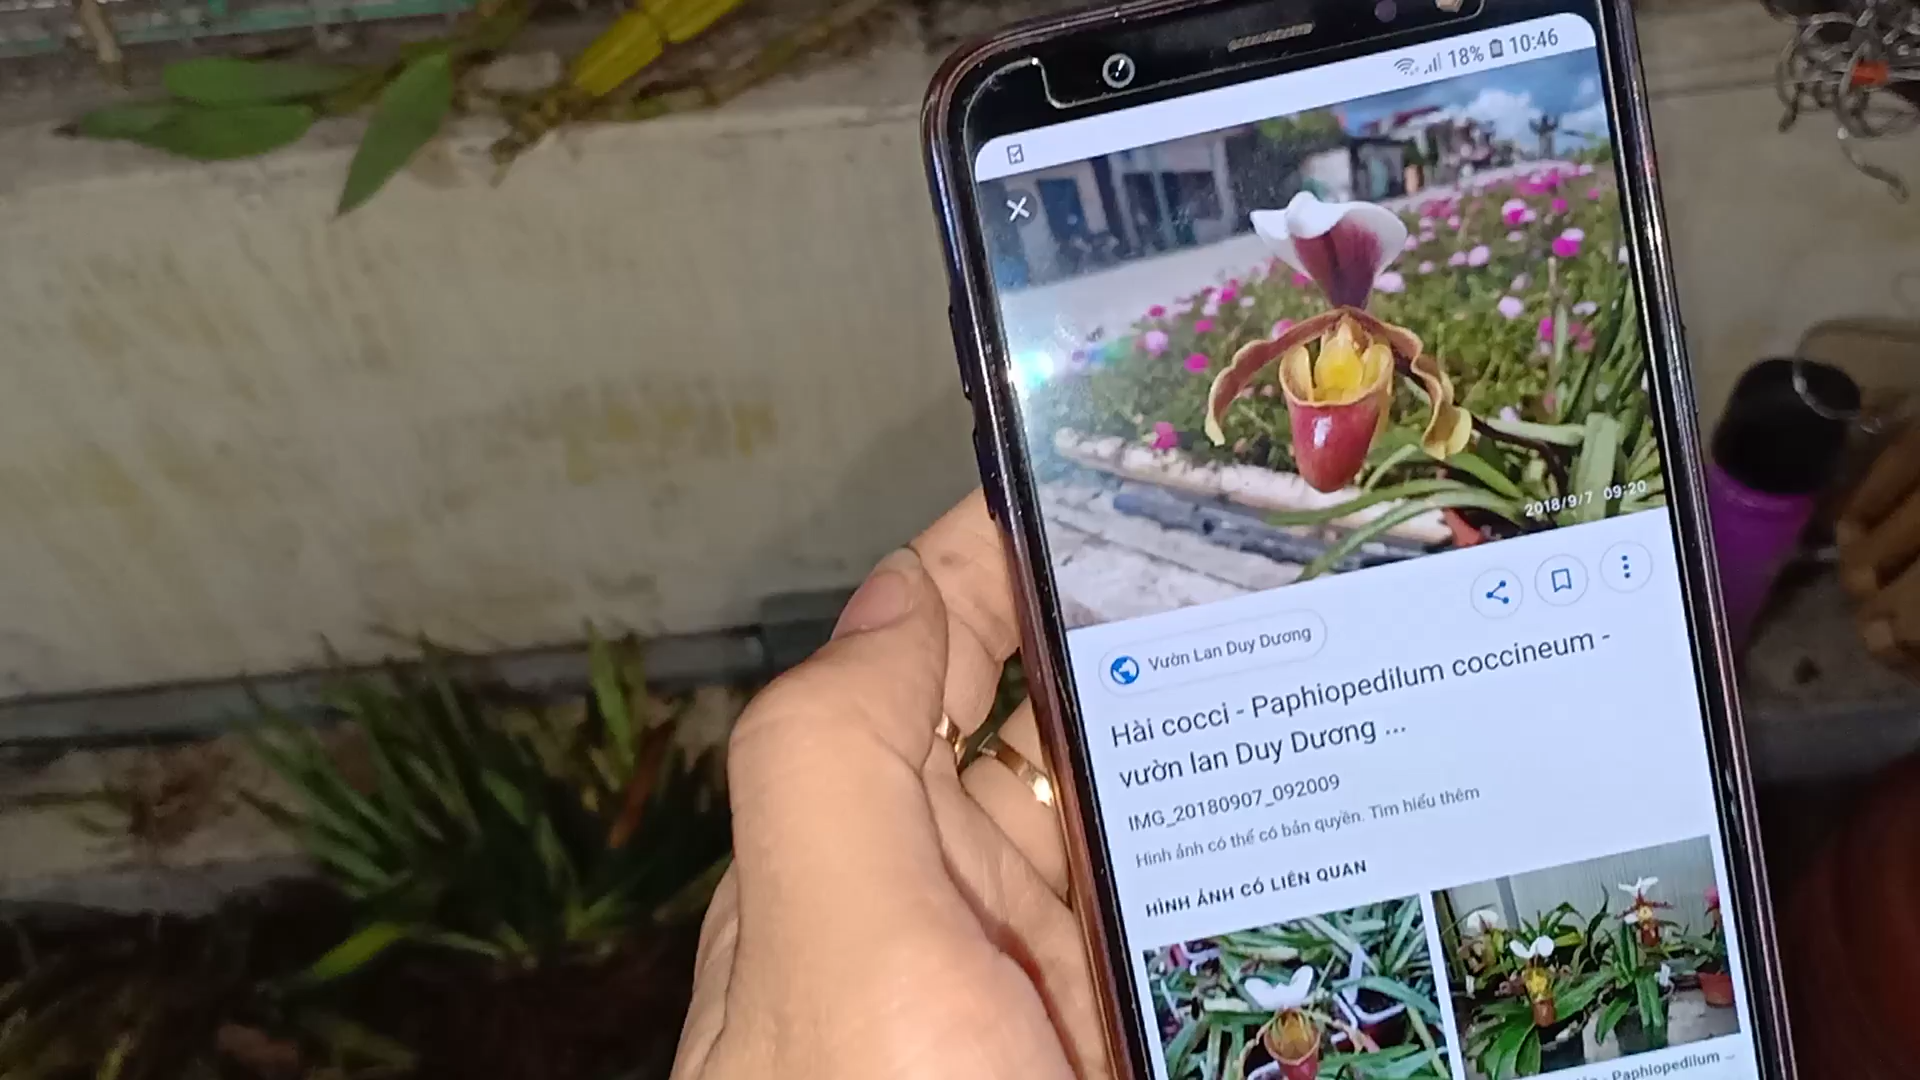 18% 10:46
2018/9/7 09:20
Vườn Lan Duy Dương
Hài cocci - Paphiopedilum coccineum -
vườn lan Duy Dương ...
IMG_20180907_092009
Hình ảnh có thể có bản quyền. Tìm hiểu thêm
HÌNH ẢNH CÓ LIÊN QUAN
- Paphiopedilum –